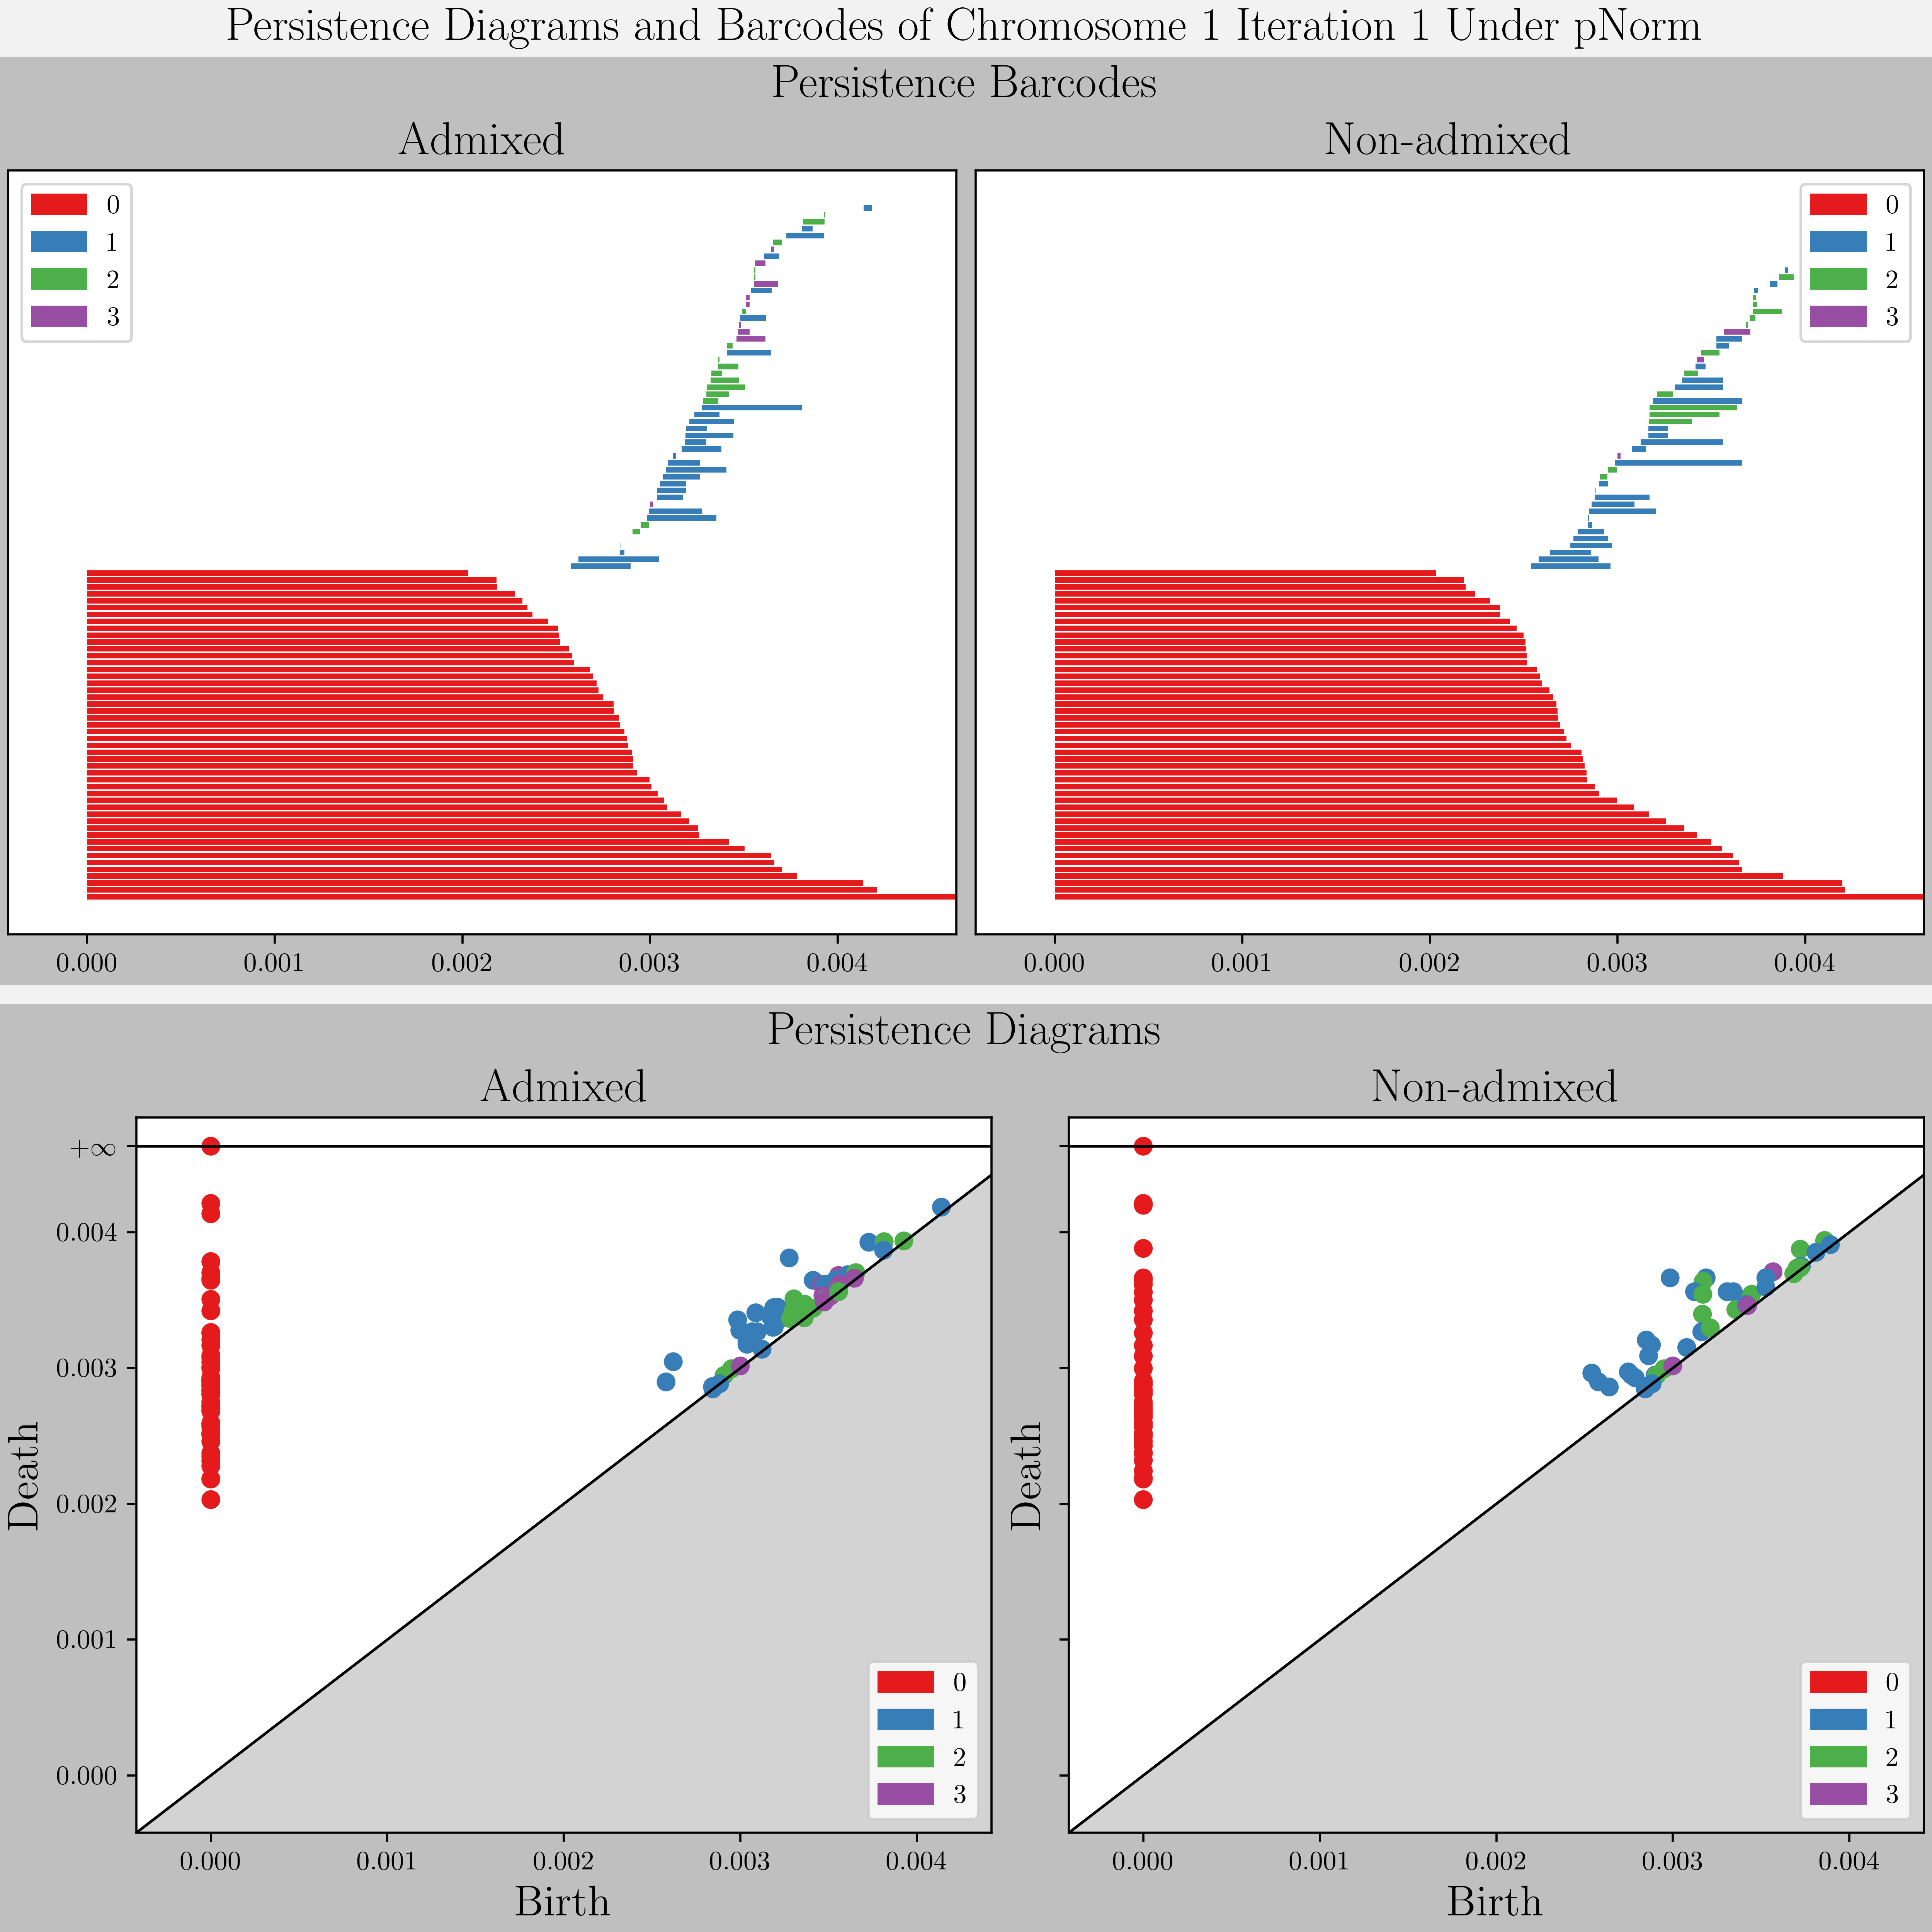 Persistence Diagrams and Barcodes of Chromosome 1 Iteration 1 Under pNorm
Persistence Barcodes
Admixed
0
1
2
3
0.000 0.001 0.002 0.003 0.004
Non-admixed
0
1
2
3
0.000 0.001 0.002 0.003 0.004
Persistence Diagrams
Admixed
Death
+∞
0.004
0.003
0.002
0.001
0.000
0
1
2
3
0.000 0.001 0.002 0.003 0.004
Birth
Non-admixed
Death
0
1
2
3
0.000 0.001 0.002 0.003 0.004
Birth